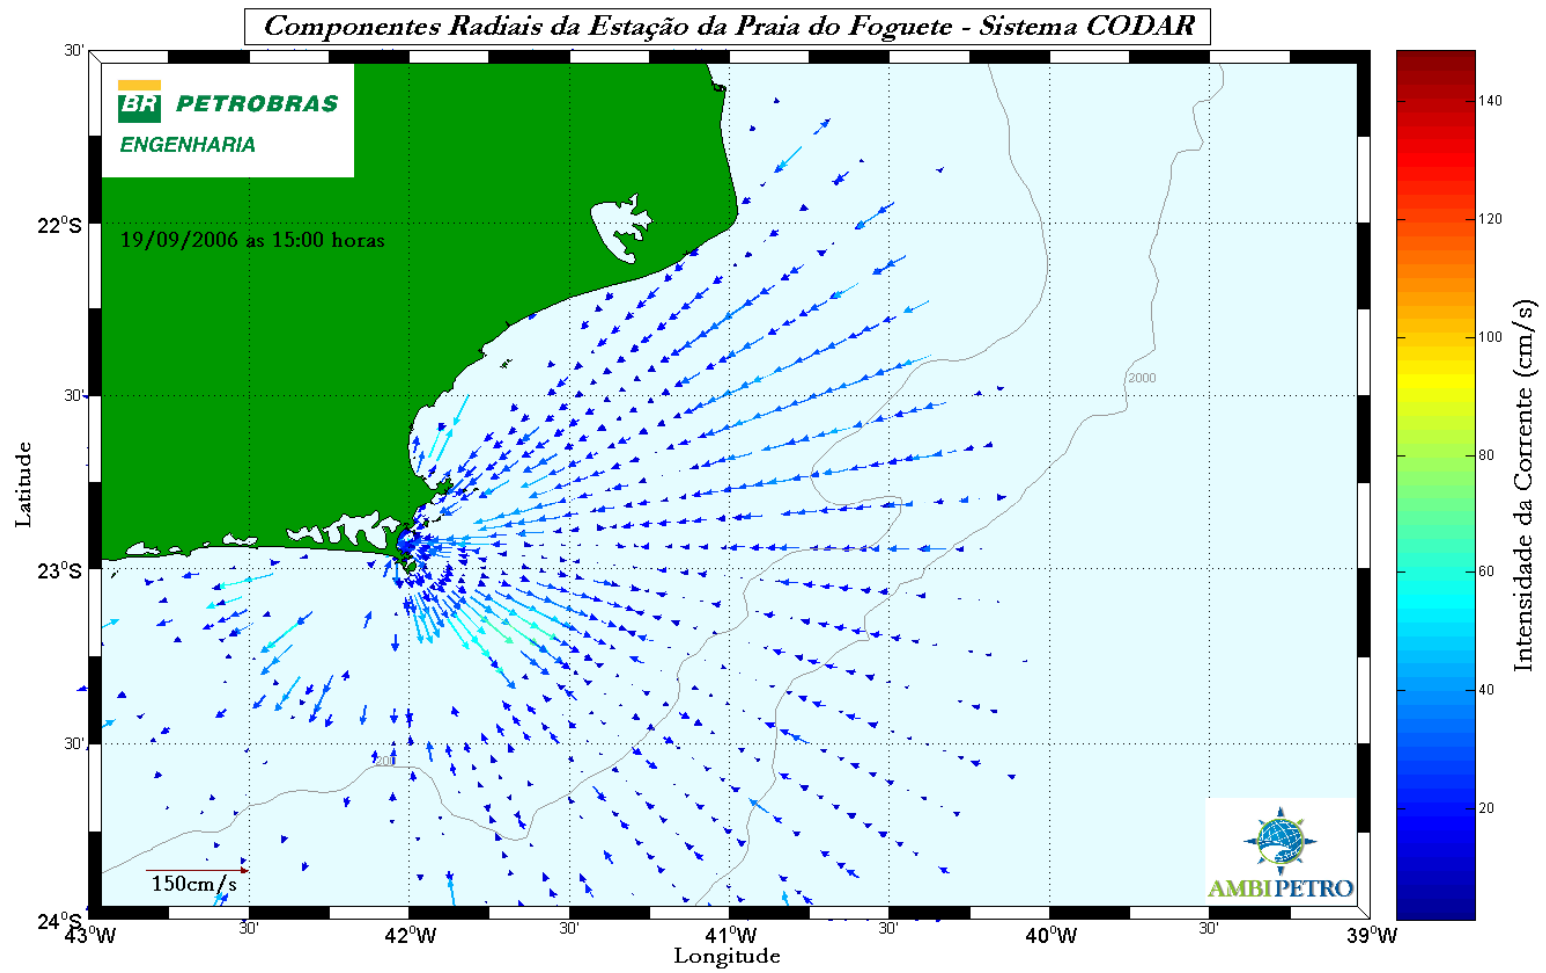 Componentes Radiais da Estação da Praia do Foguete - Sistema CODAR
BR PETROBRAS
ENGENHARIA
19/09/2006 as 15:00 horas
30'
22°S
30'
23°S
30'
24°S
Latitude
43°W
30'
42°W
30'
41°W
30'
40°W
30'
39°W
Longitude
2000
200
150cm/s
AMBIPETRO
140
120
100
80
60
40
20
Intensidade da Corrente (cm/s)